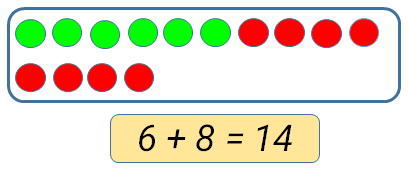 6 + 8 = 14